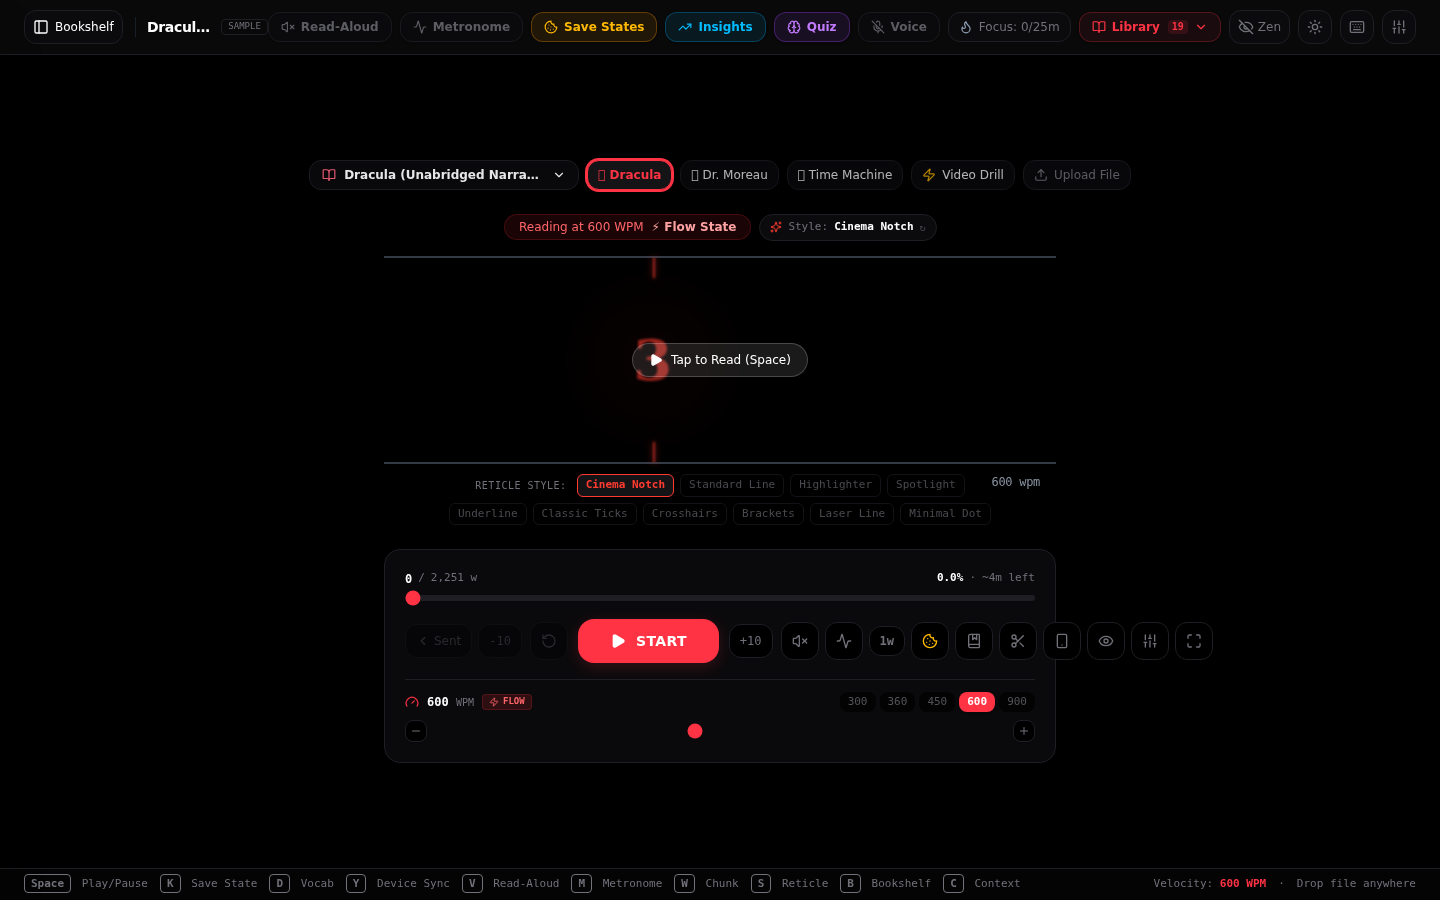 Bookshelf Dracul... SAMPLE Read-Aloud Metronome Save States Insights Quiz Voice Focus: 0/25m Library 19 Zen
Dracula (Unabridged Narra... Dracula Dr. Moreau Time Machine Video Drill Upload File
Reading at 600 WPM ⚡ Flow State Style: Cinema Notch ↻
3
Tap to Read (Space)
RETICLE STYLE: Cinema Notch Standard Line Highlighter Spotlight 600 wpm
Underline Classic Ticks Crosshairs Brackets Laser Line Minimal Dot
0 / 2,251 w 0.0% · ~4m left
Sent -10 START +10 1w
600 WPM FLOW 300 360 450 600 900
Space Play/Pause K Save State D Vocab Y Device Sync V Read-Aloud M Metronome W Chunk S Reticle B Bookshelf C Context Velocity: 600 WPM · Drop file anywhere